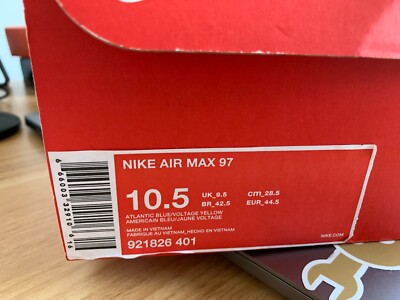 NIKE AIR MAX 97
10.5
UK_9.5 CM_28.5
BR_42.5 EUR_44.5
ATLANTIC BLUE/VOLTAGE YELLOW
AMERICAIN BLEU/JAUNE VOLTAGE
MADE IN VIETNAM
FABRIQUE AU VIETNAM_HECHO EN VIETNAM
921826 401
NIKE.COM